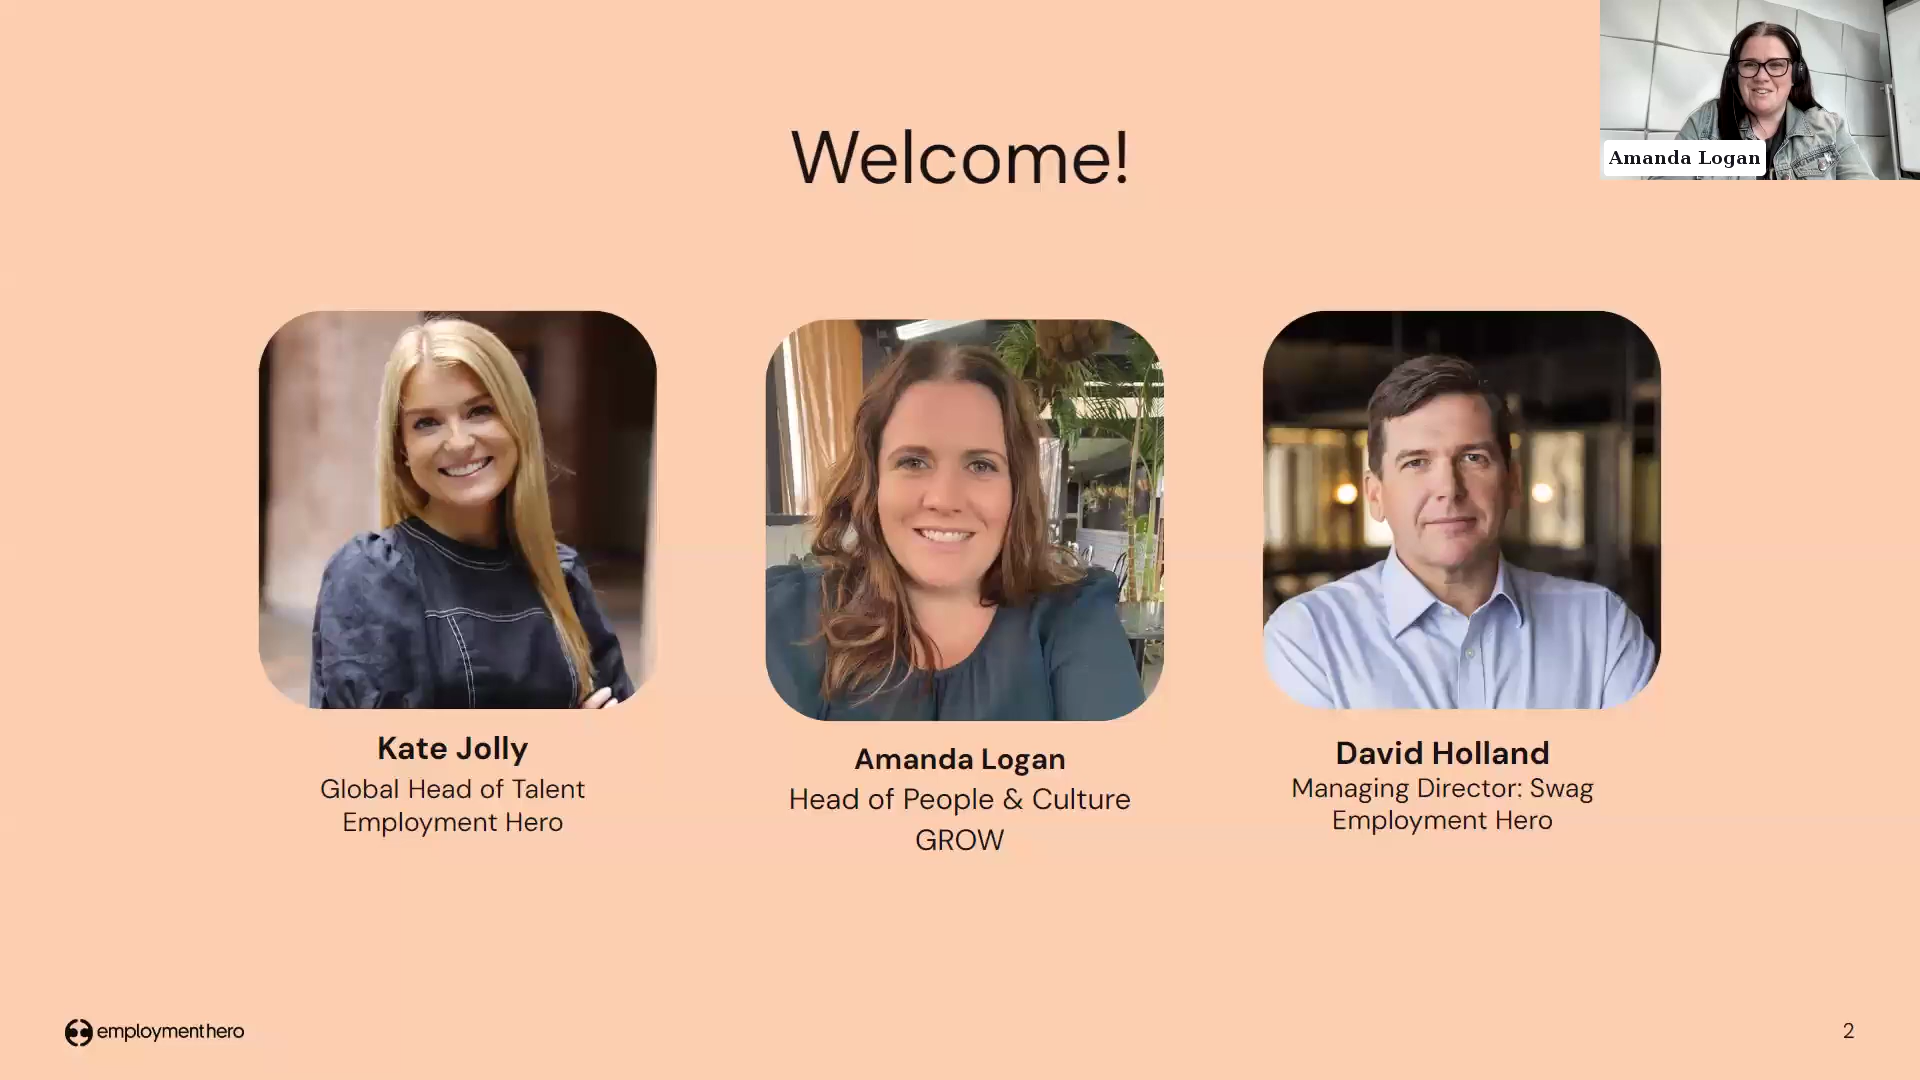 Welcome!
Amanda Logan
Kate Jolly
Global Head of Talent
Employment Hero
Amanda Logan
Head of People & Culture
GROW
David Holland
Managing Director: Swag
Employment Hero
employmenthero
2